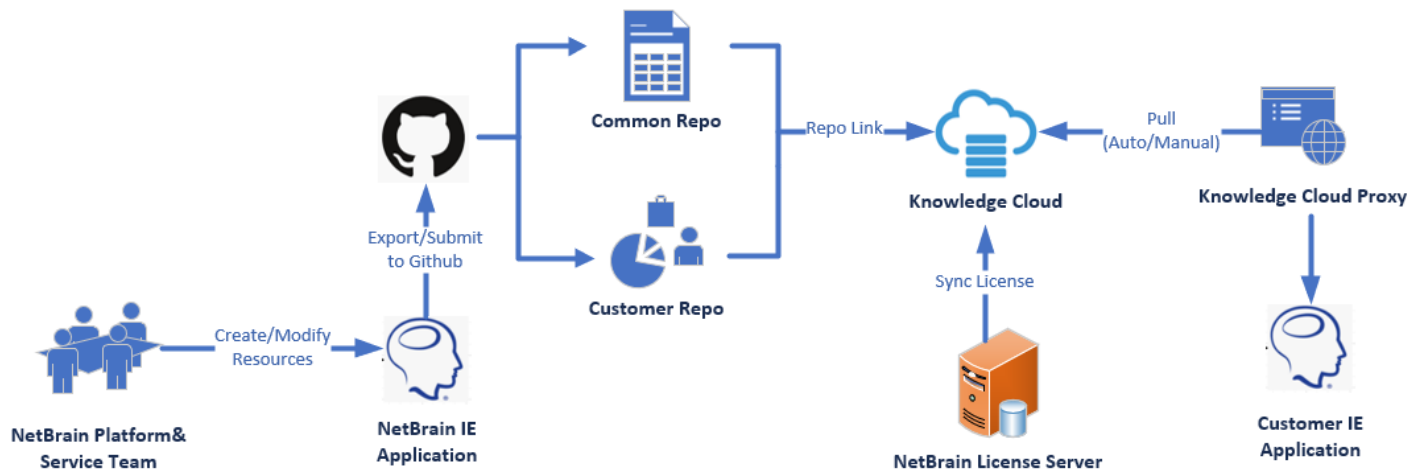 NetBrain Platform&
Service Team
Create/Modify
Resources
NetBrain IE
Application
Export/Submit
to Github
Common Repo
Customer Repo
Repo Link
Knowledge Cloud
Sync License
NetBrain License Server
Pull
(Auto/Manual)
Knowledge Cloud Proxy
Customer IE
Application